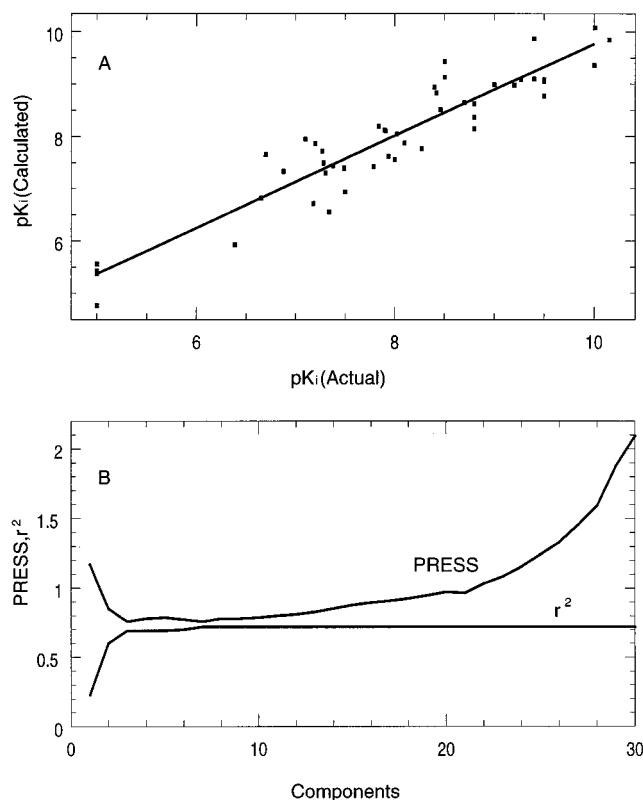 10
A
8
pKi(Calculated)
6
6
8
10
pKi(Actual)
2
B
1.5
PRESS,r²
PRESS
1
r²
0.5
0
0
10
20
30
Components